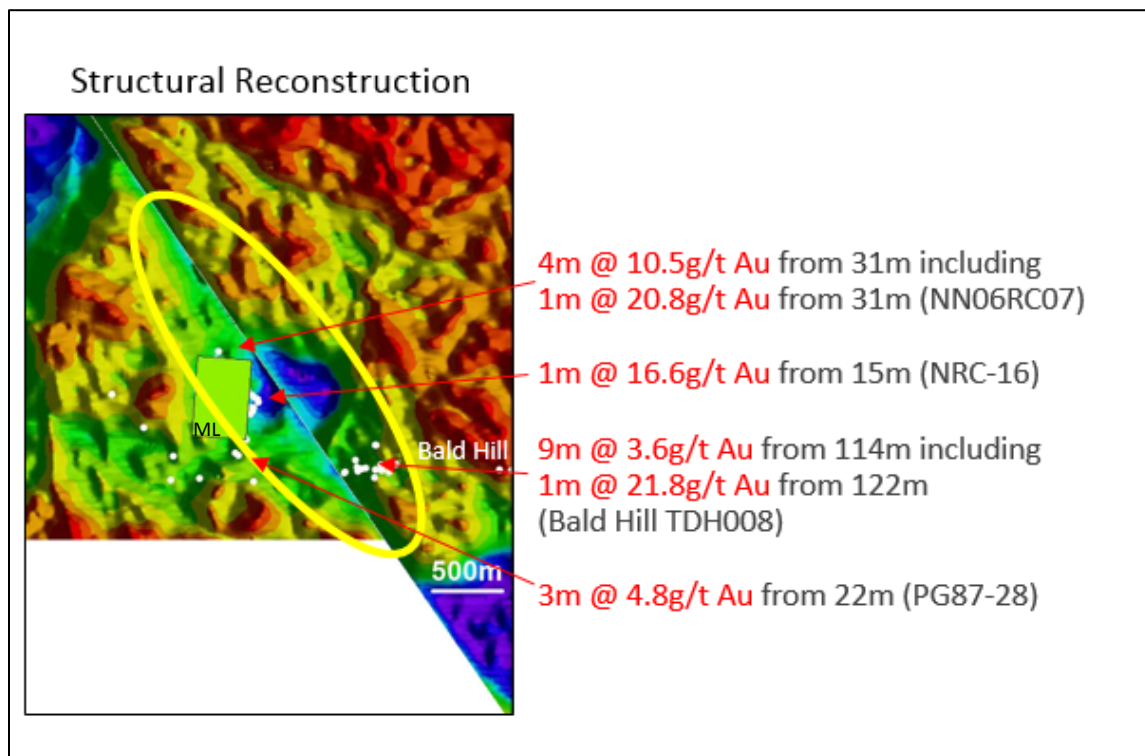 Structural Reconstruction
4m @ 10.5g/t Au from 31m including
1m @ 20.8g/t Au from 31m (NN06RC07)
1m @ 16.6g/t Au from 15m (NRC-16)
ML
Bald Hill
9m @ 3.6g/t Au from 114m including
1m @ 21.8g/t Au from 122m
(Bald Hill TDH008)
500m
3m @ 4.8g/t Au from 22m (PG87-28)